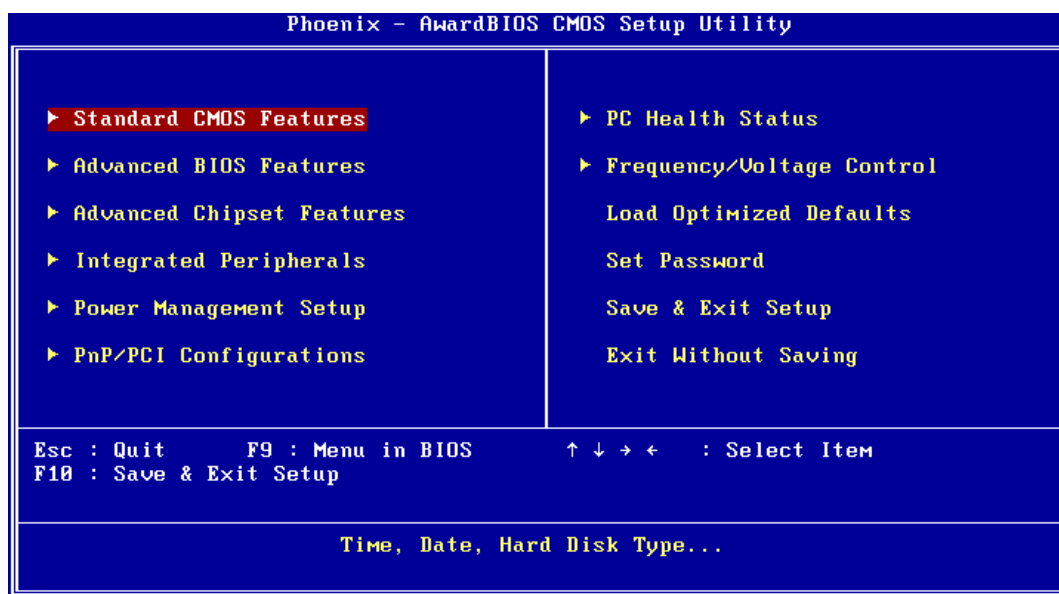 Phoenix - AwardBIOS CMOS Setup Utility
► Standard CMOS Features
► Advanced BIOS Features
► Advanced Chipset Features
► Integrated Peripherals
► Power Management Setup
► PnP/PCI Configurations
► PC Health Status
► Frequency/Voltage Control
Load Optimized Defaults
Set Password
Save & Exit Setup
Exit Without Saving
Esc : Quit F9 : Menu in BIOS ↑ ↓ → ← : Select Item
F10 : Save & Exit Setup
Time, Date, Hard Disk Type...